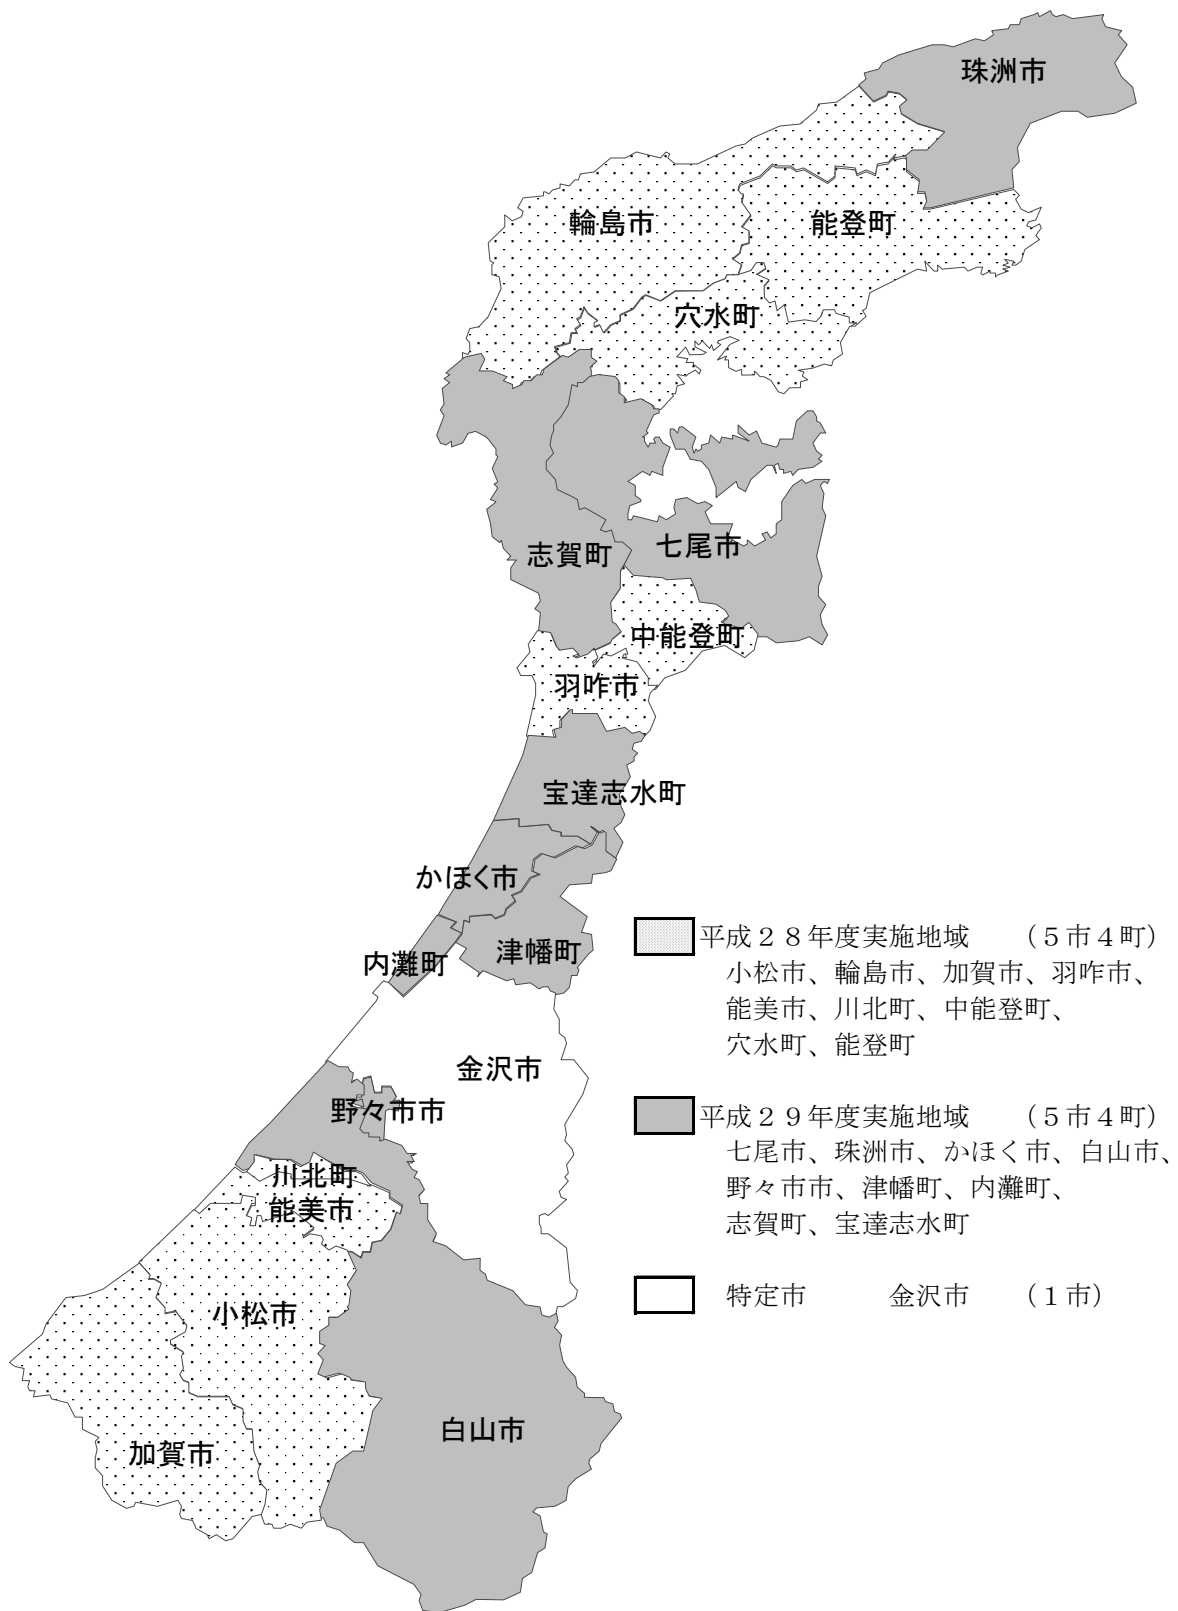 珠洲市
輪島市
能登町
穴水町
七尾市
志賀町
中能登町
羽咋市
宝達志水町
かほく市
津幡町
内灘町
金沢市
野々市市
川北町
能美市
小松市
白山市
加賀市
平成２８年度実施地域　（５市４町）
小松市、輪島市、加賀市、羽咋市、
能美市、川北町、中能登町、
穴水町、能登町
平成２９年度実施地域　（５市４町）
七尾市、珠洲市、かほく市、白山市、
野々市市、津幡町、内灘町、
志賀町、宝達志水町
特定市　金沢市　（１市）